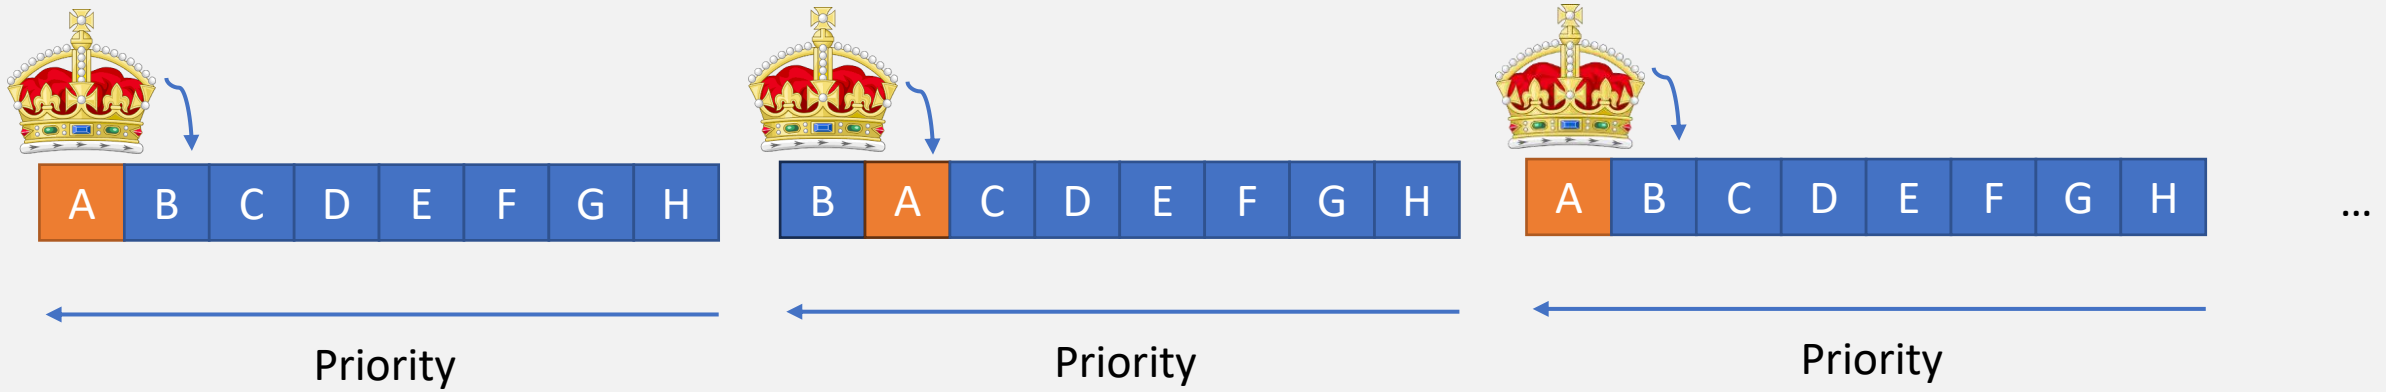 A B C D E F G H
B A C D E F G H
A B C D E F G H
...
Priority
Priority
Priority